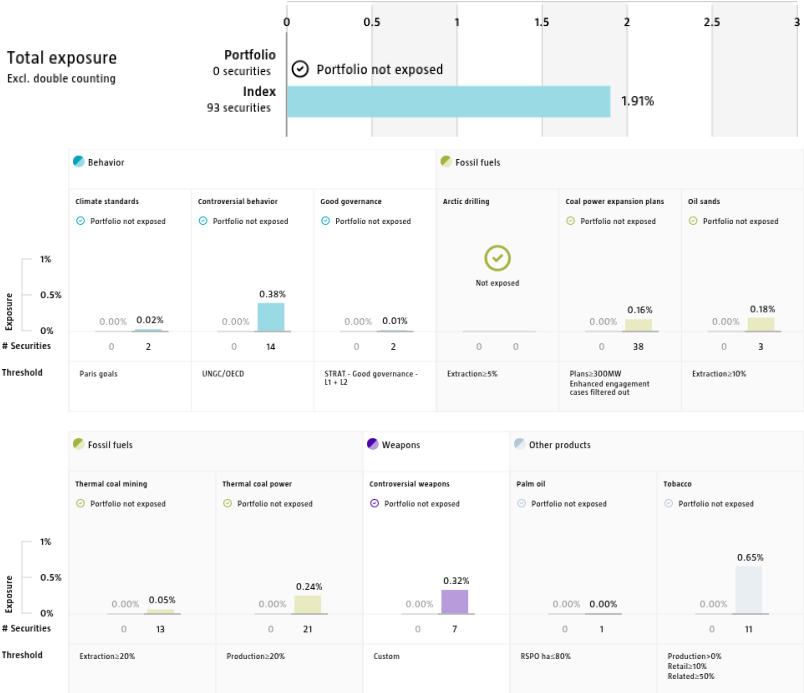 0 0.5 1 1.5 2 2.5 3
Total exposure
Excl. double counting
Portfolio
0 securities
Portfolio not exposed
Index
93 securities
1.91%
Behavior
Fossil fuels
Climate standards
Controversial behavior
Good governance
Arctic drilling
Coal power expansion plans
Oil sands
Portfolio not exposed
Portfolio not exposed
Portfolio not exposed
Portfolio not exposed
Portfolio not exposed
Not exposed
Exposure
1%
0.5%
0%
0.00% 0.02%
0.00% 0.38%
0.00% 0.01%
0.00% 0.16%
0.00% 0.18%
# Securities
0 2
0 14
0 2
0 0
0 38
0 3
Threshold
Paris goals
UNGC/OECD
STRAT - Good governance -
L1 + L2
Extraction≥5%
Plans≥300MW
Enhanced engagement
cases filtered out
Extraction≥10%
Fossil fuels
Weapons
Other products
Thermal coal mining
Thermal coal power
Controversial weapons
Palm oil
Tobacco
Portfolio not exposed
Portfolio not exposed
Portfolio not exposed
Portfolio not exposed
Portfolio not exposed
Exposure
1%
0.5%
0%
0.00% 0.05%
0.00% 0.24%
0.00% 0.32%
0.00% 0.00%
0.00% 0.65%
# Securities
0 13
0 21
0 7
0 1
0 11
Threshold
Extraction≥20%
Production≥20%
Custom
RSPO ha≤80%
Production>0%
Retail≥10%
Related≥50%